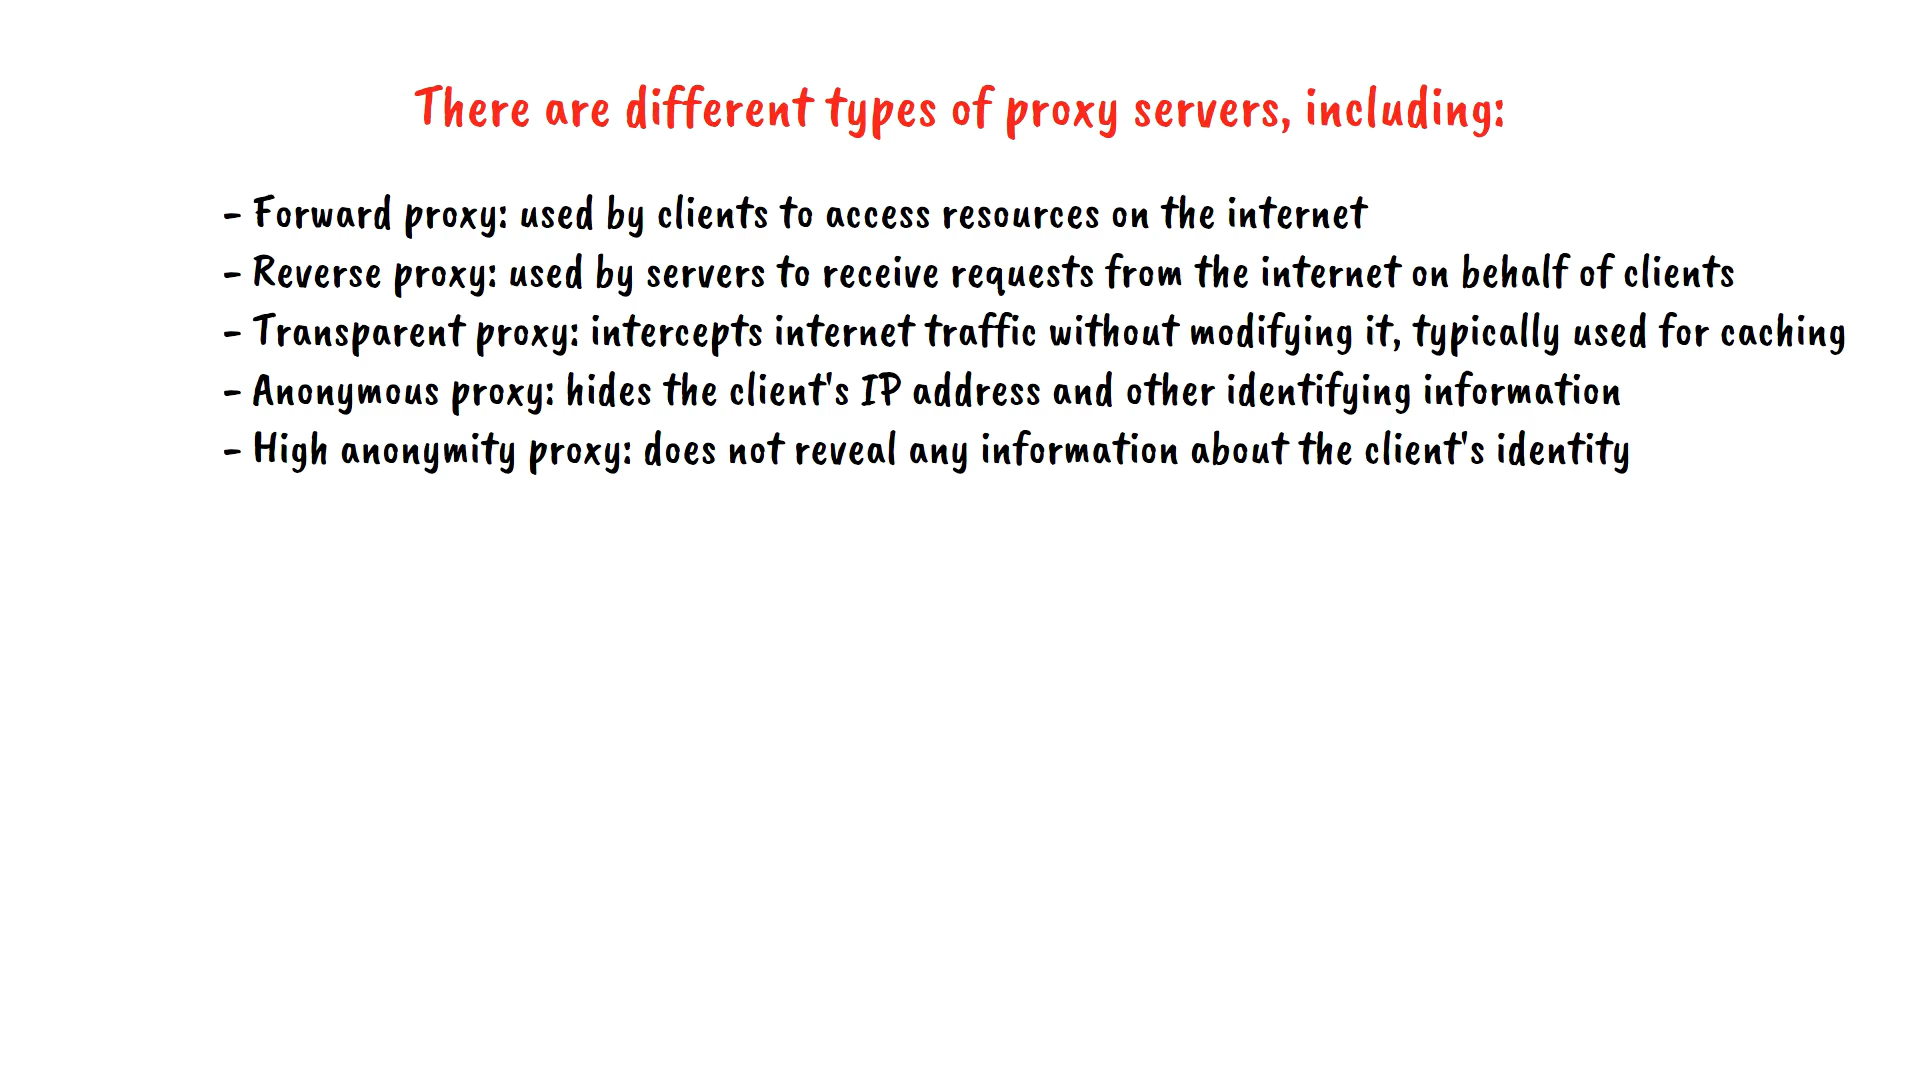 There are different types of proxy servers, including:
- Forward proxy: used by clients to access resources on the internet
- Reverse proxy: used by servers to receive requests from the internet on behalf of clients
- Transparent proxy: intercepts internet traffic without modifying it, typically used for caching
- Anonymous proxy: hides the client's IP address and other identifying information
- High anonymity proxy: does not reveal any information about the client's identity